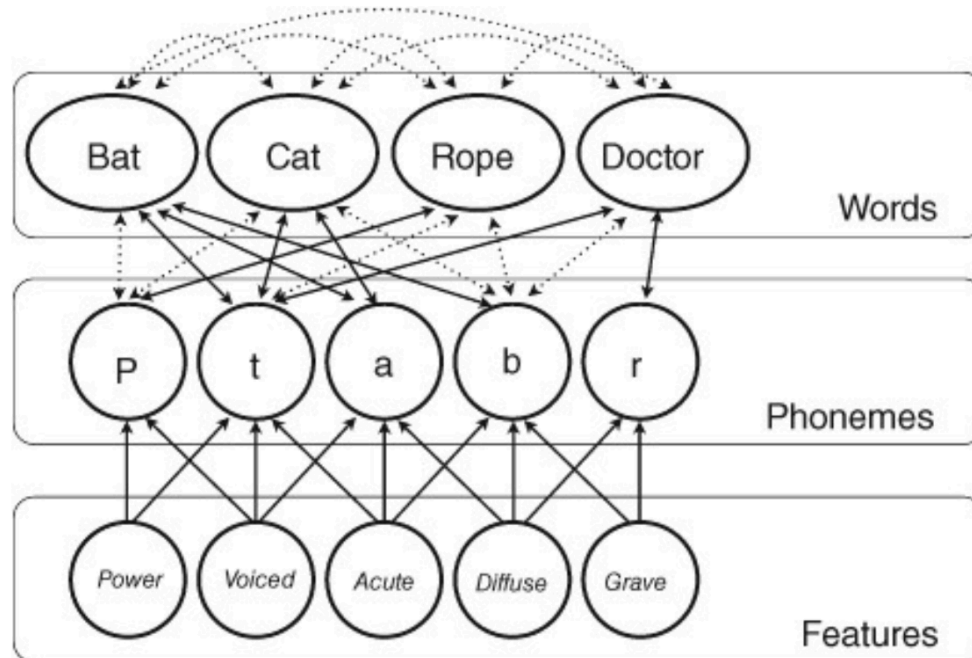 Bat Cat Rope Doctor
Words
P t a b r
Phonemes
Power Voiced Acute Diffuse Grave
Features